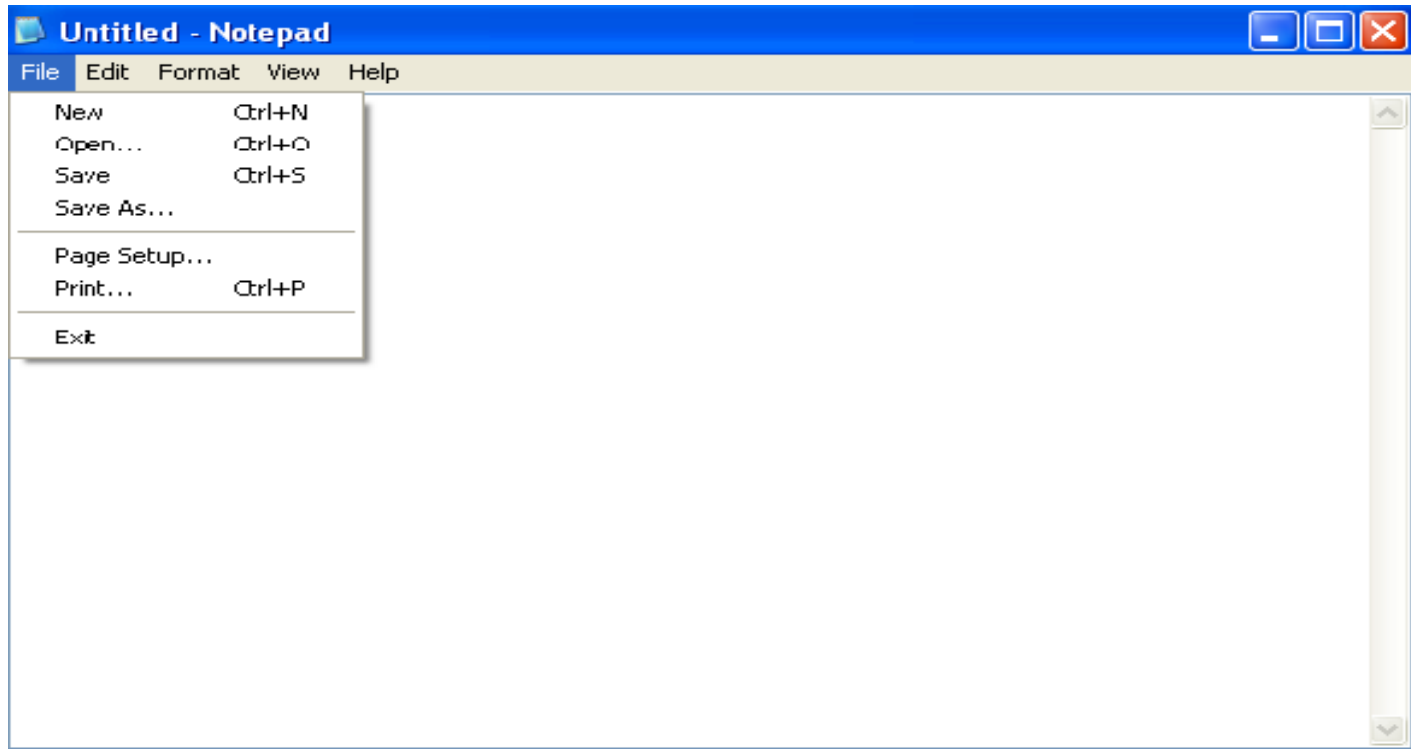 Untitled - Notepad
File Edit Format View Help
New Ctrl+N
Open... Ctrl+O
Save Ctrl+S
Save As...
Page Setup...
Print... Ctrl+P
Exit